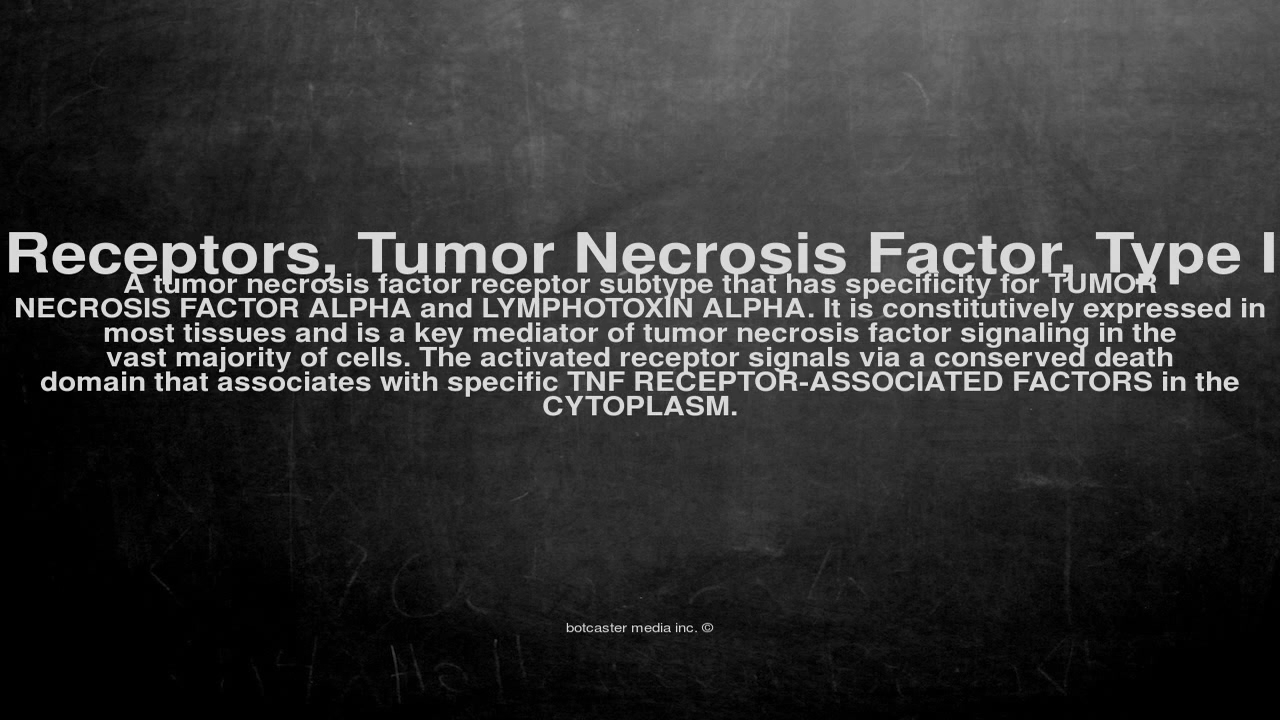 Receptors, Tumor Necrosis Factor, Type I
A tumor necrosis factor receptor subtype that has specificity for TUMOR
NECROSIS FACTOR ALPHA and LYMPHOTOXIN ALPHA. It is constitutively expressed in
most tissues and is a key mediator of tumor necrosis factor signaling in the
vast majority of cells. The activated receptor signals via a conserved death
domain that associates with specific TNF RECEPTOR-ASSOCIATED FACTORS in the
CYTOPLASM.
botcaster media inc. ©